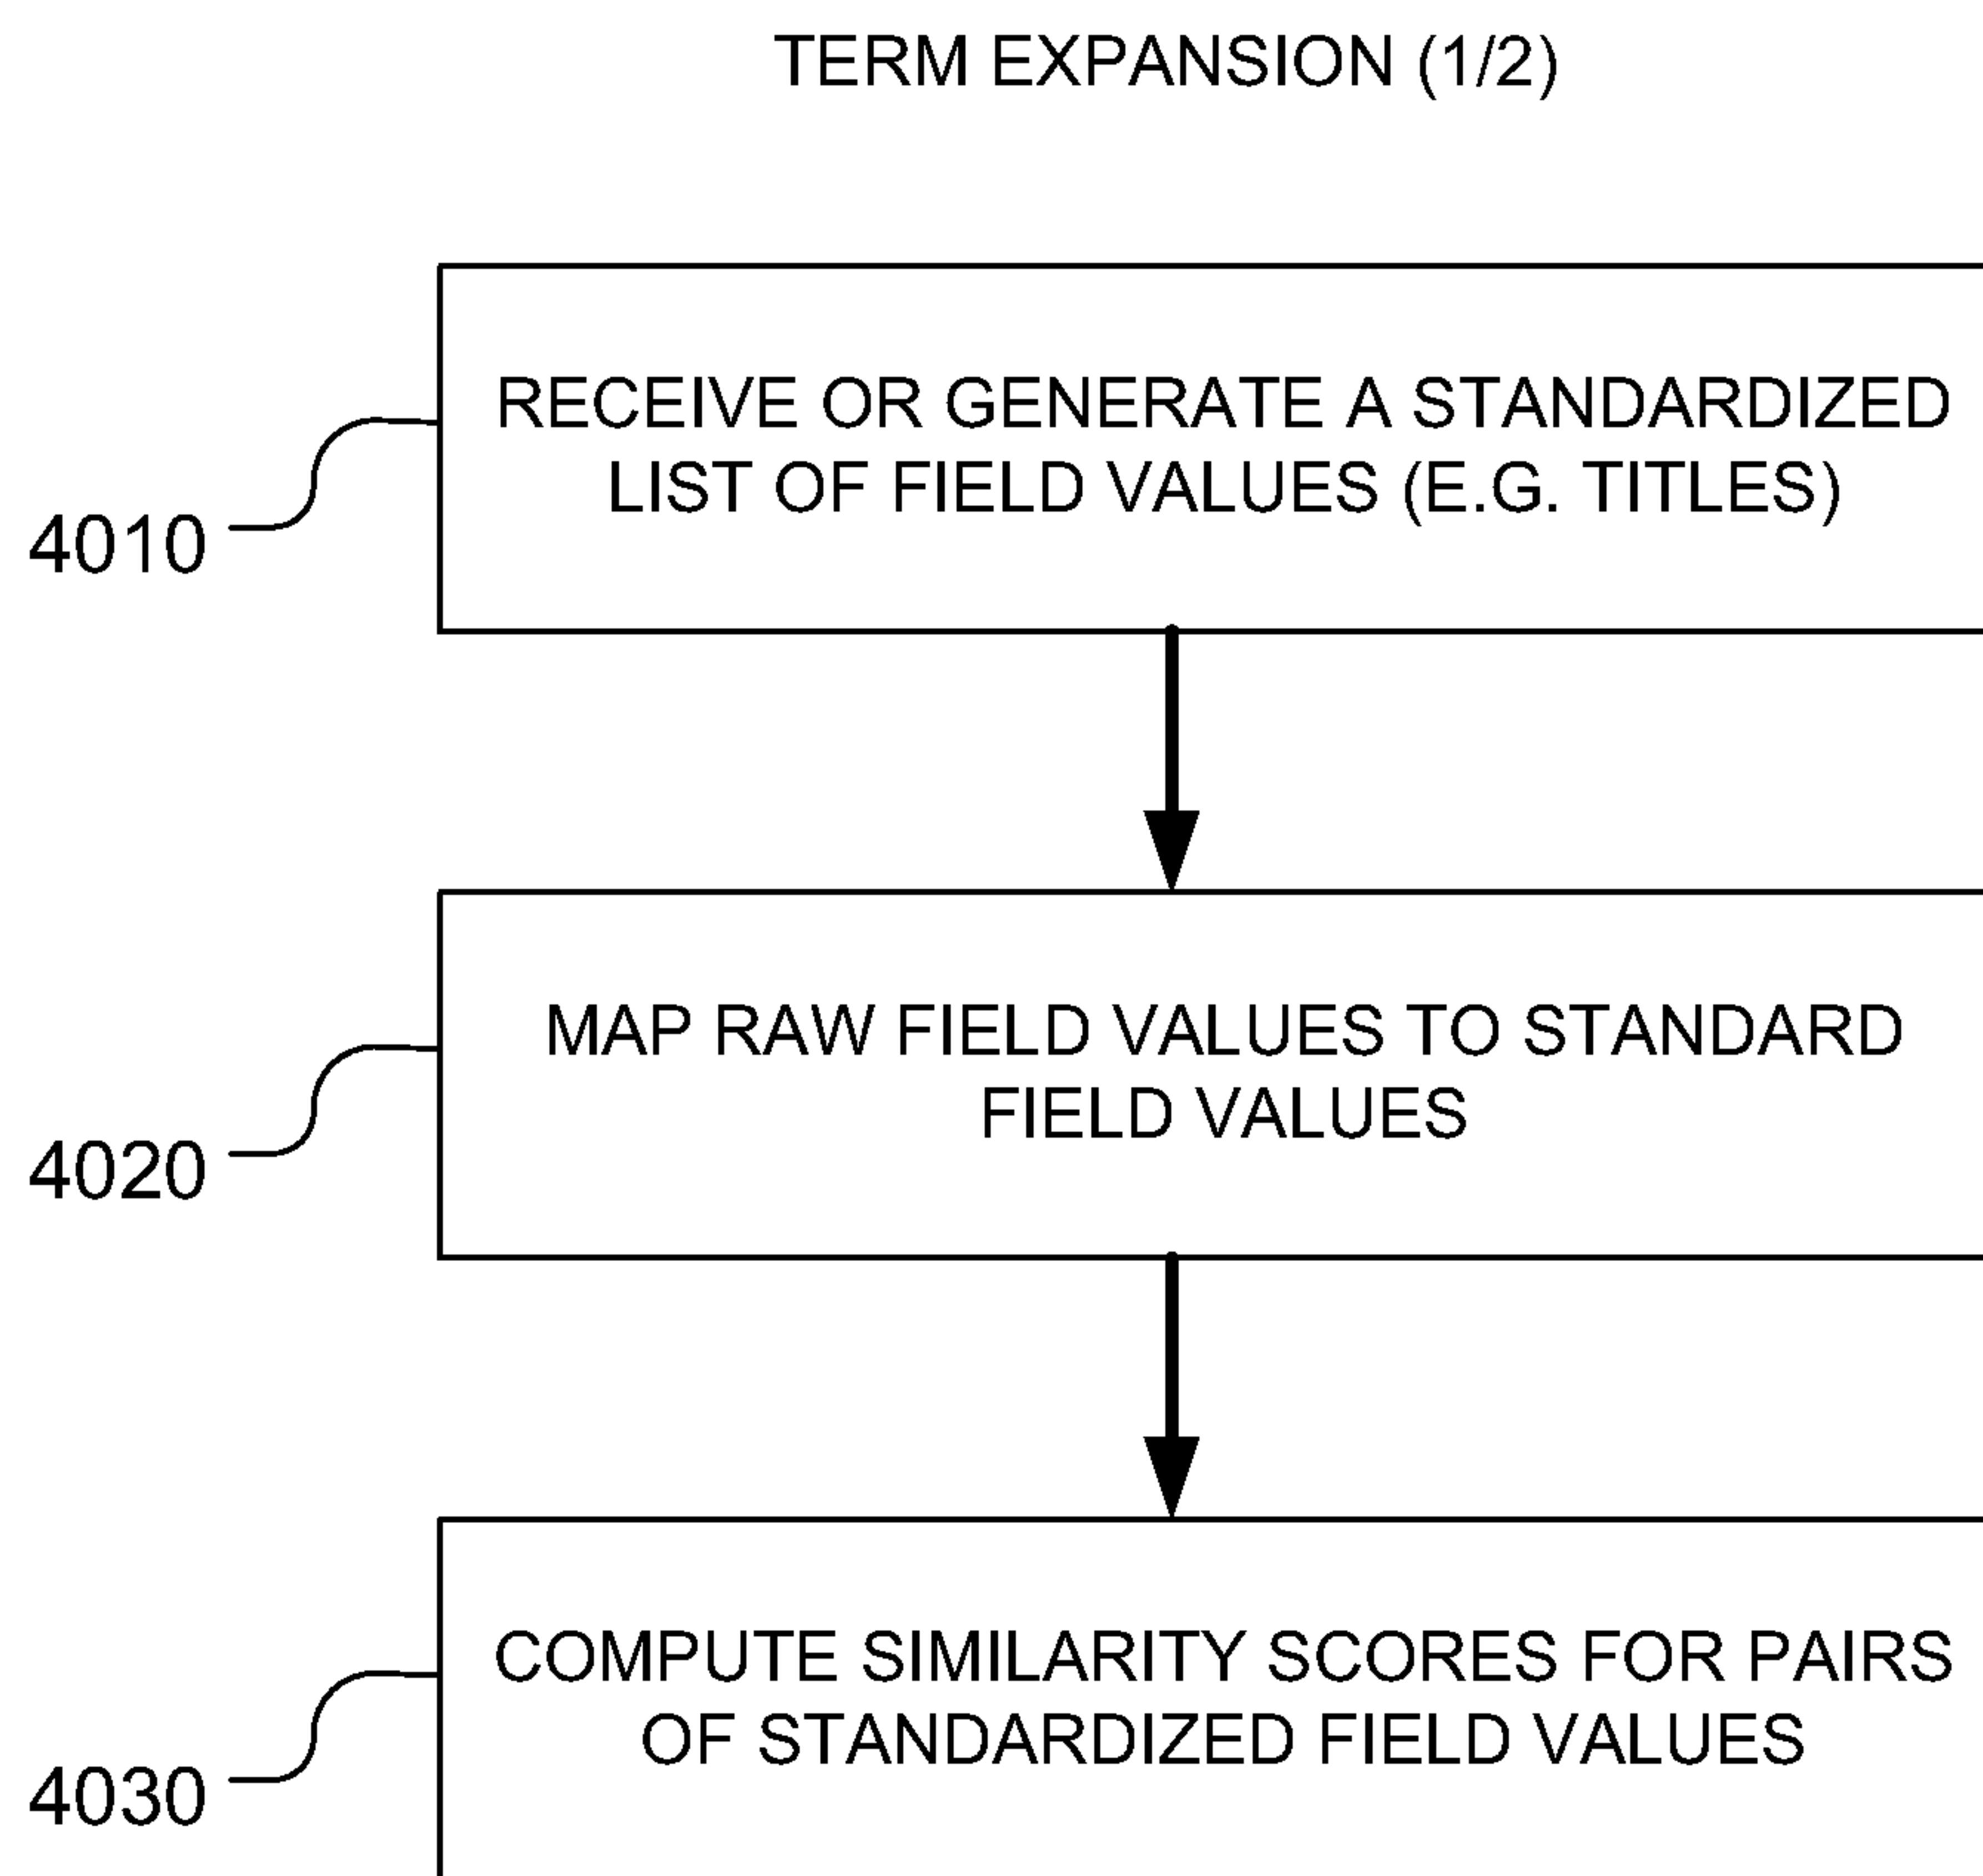 TERM EXPANSION (1/2)
RECEIVE OR GENERATE A STANDARDIZED
LIST OF FIELD VALUES (E.G. TITLES)
4010
MAP RAW FIELD VALUES TO STANDARD
FIELD VALUES
4020
COMPUTE SIMILARITY SCORES FOR PAIRS
OF STANDARDIZED FIELD VALUES
4030